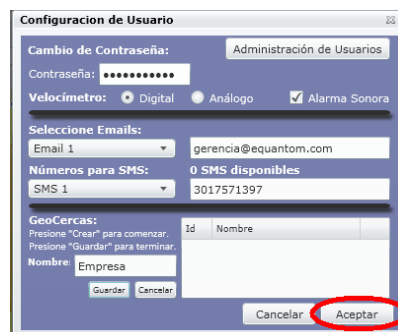 Configuracion de Usuario
Cambio de Contraseña:
Administración de Usuarios
Contraseña: ●●●●●●●●●●●
Velocímetro: Digital Análogo Alarma Sonora
Seleccione Emails:
Email 1 gerencia@equantom.com
Números para SMS: 0 SMS disponibles
SMS 1 3017571397
GeoCercas:
Presione "Crear" para comenzar.
Presione "Guardar" para terminar.
Id Nombre
Nombre: Empresa
Guardar Cancelar
Cancelar Aceptar